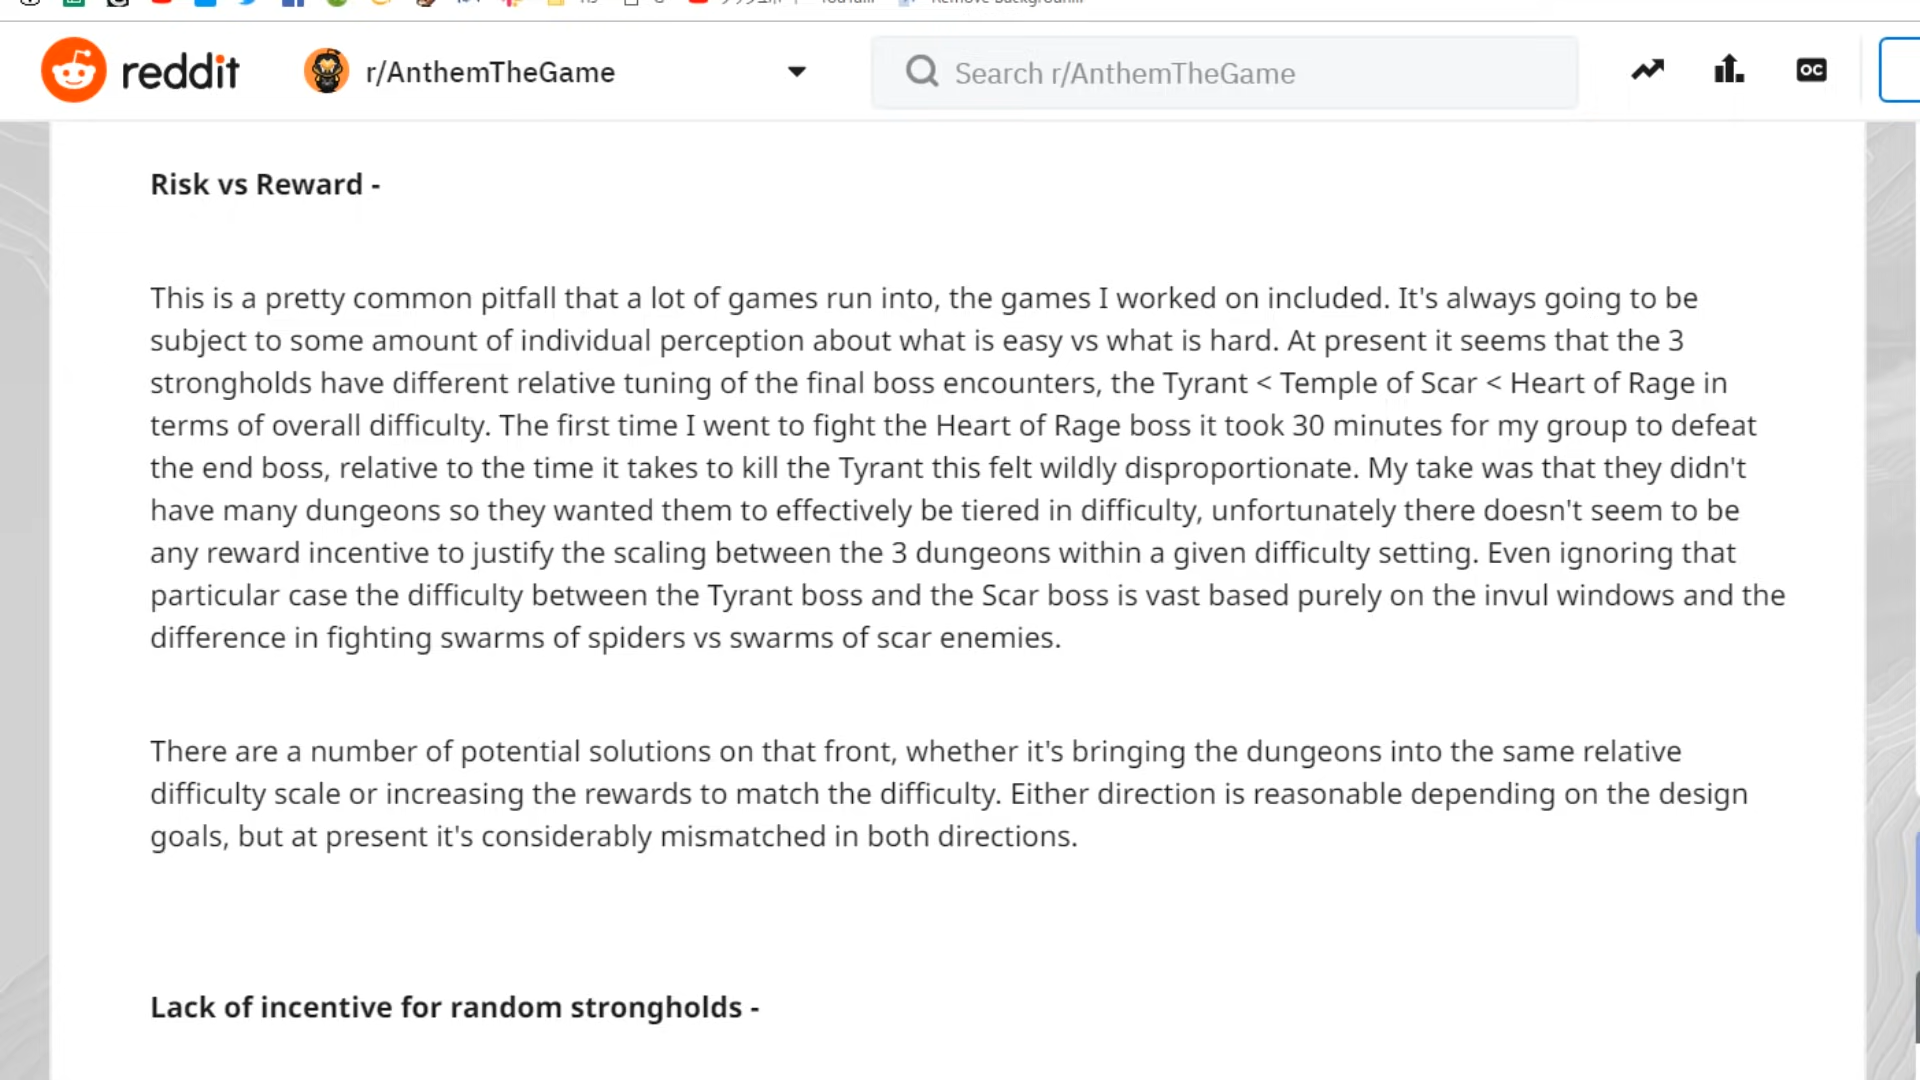 reddit
r/AnthemTheGame
Search r/AnthemTheGame
OC
Risk vs Reward -
This is a pretty common pitfall that a lot of games run into, the games I worked on included. It's always going to be
subject to some amount of individual perception about what is easy vs what is hard. At present it seems that the 3
strongholds have different relative tuning of the final boss encounters, the Tyrant < Temple of Scar < Heart of Rage in
terms of overall difficulty. The first time I went to fight the Heart of Rage boss it took 30 minutes for my group to defeat
the end boss, relative to the time it takes to kill the Tyrant this felt wildly disproportionate. My take was that they didn't
have many dungeons so they wanted them to effectively be tiered in difficulty, unfortunately there doesn't seem to be
any reward incentive to justify the scaling between the 3 dungeons within a given difficulty setting. Even ignoring that
particular case the difficulty between the Tyrant boss and the Scar boss is vast based purely on the invul windows and the
difference in fighting swarms of spiders vs swarms of scar enemies.
There are a number of potential solutions on that front, whether it's bringing the dungeons into the same relative
difficulty scale or increasing the rewards to match the difficulty. Either direction is reasonable depending on the design
goals, but at present it's considerably mismatched in both directions.
Lack of incentive for random strongholds -